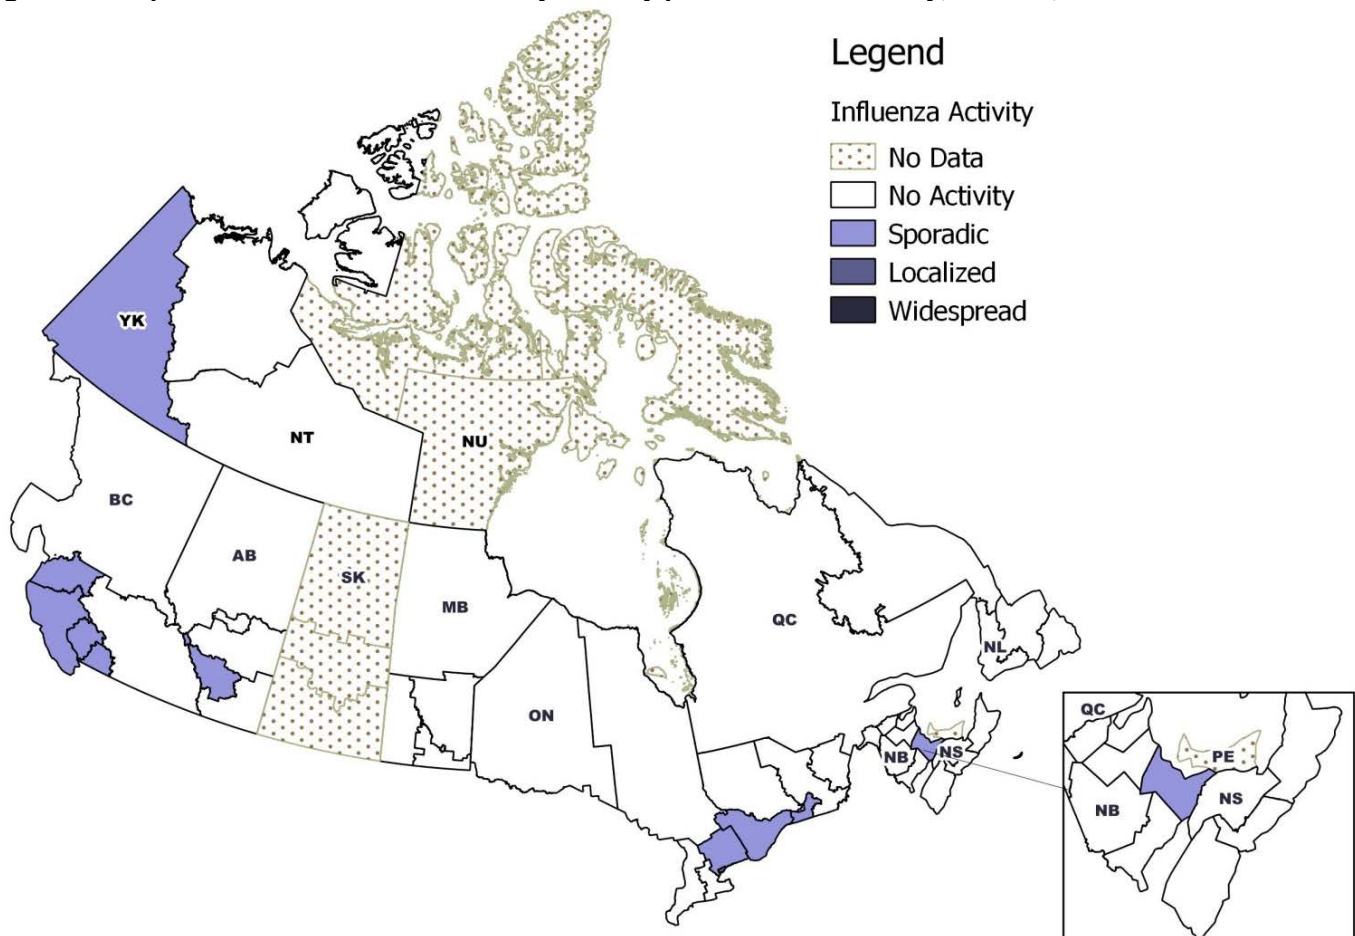 Legend
Influenza Activity
No Data
No Activity
Sporadic
Localized
Widespread
YK
NT
NU
BC
AB
SK
MB
QC
NL
ON
NB
NS
QC
PE
NB
NS